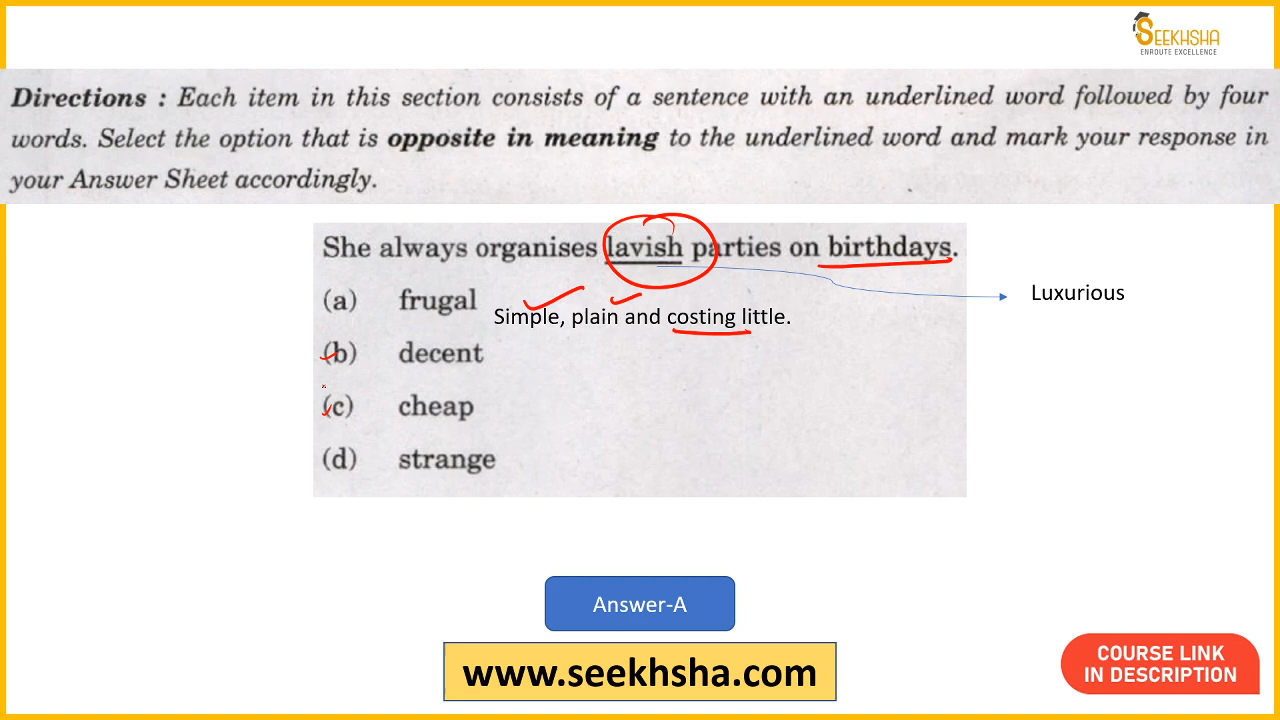 SEEKHSHA
ENROUTE EXCELLENCE
Directions : Each item in this section consists of a sentence with an underlined word followed by four
words. Select the option that is opposite in meaning to the underlined word and mark your response in
your Answer Sheet accordingly.
She always organises lavish parties on birthdays.
Luxurious
(a) frugal
Simple, plain and costing little.
(b) decent
(c) cheap
(d) strange
Answer-A
www.seekhsha.com
COURSE LINK
IN DESCRIPTION